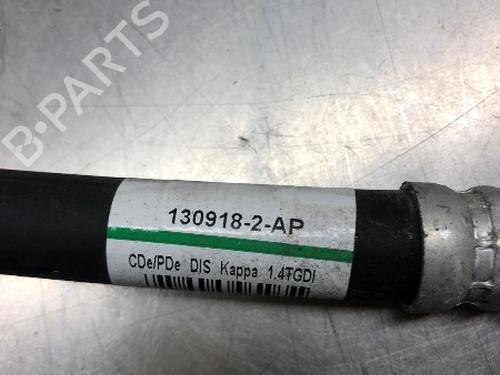 B-PARTS
130918-2-AP
CDe/PDe DIS Kappa 1.4TGDI